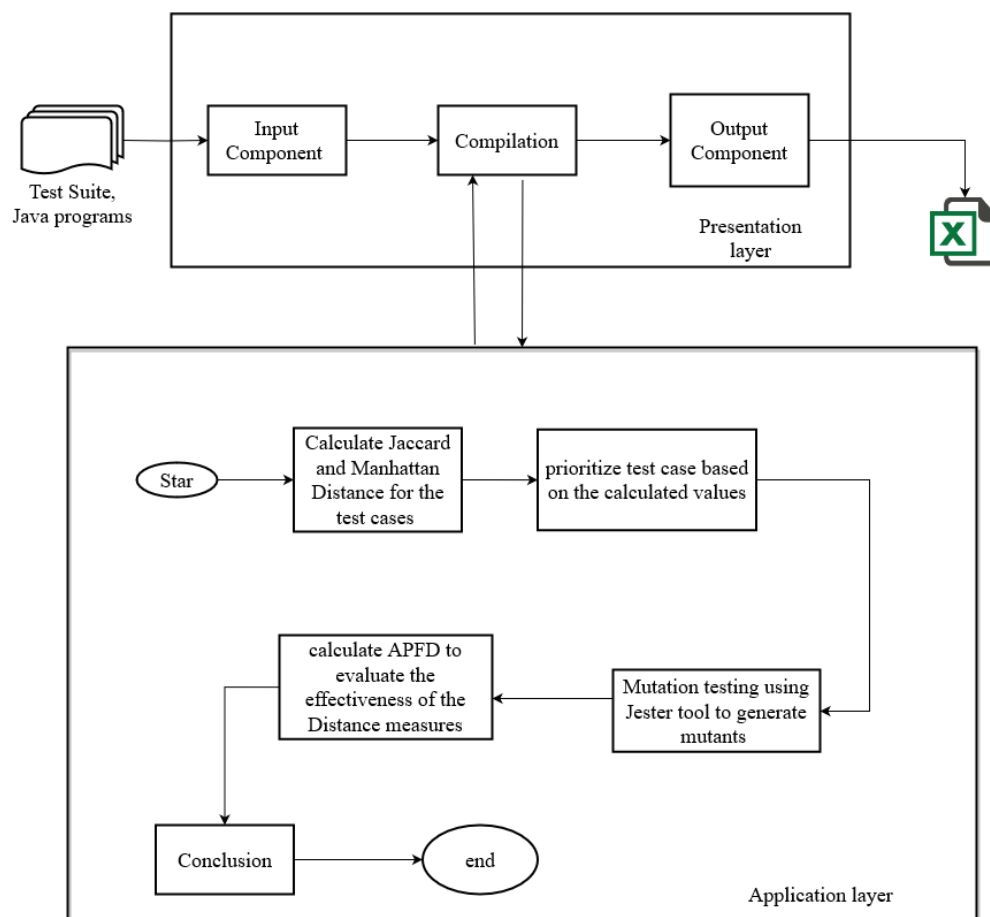 Input
Component
Compilation
Output
Component
Test Suite,
Java programs
Presentation
layer
X
Star
Calculate Jaccard
and Manhattan
Distance for the
test cases
prioritize test case based
on the calculated values
calculate APFD to
evaluate the
effectiveness of the
Distance measures
Mutation testing using
Jester tool to generate
mutants
Conclusion
end
Application layer